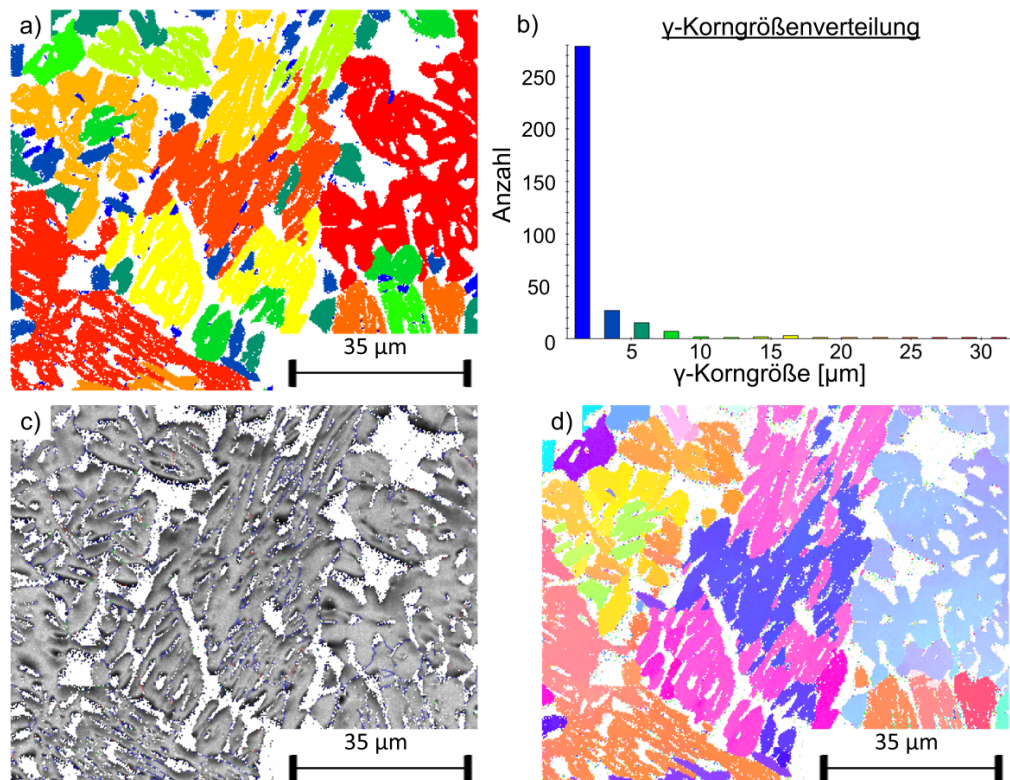 a)
35 µm
b)
γ-Korngrößenverteilung
Anzahl
250
200
150
100
50
0
5
10
15
20
25
30
γ-Korngröße [µm]
c)
35 µm
d)
35 µm